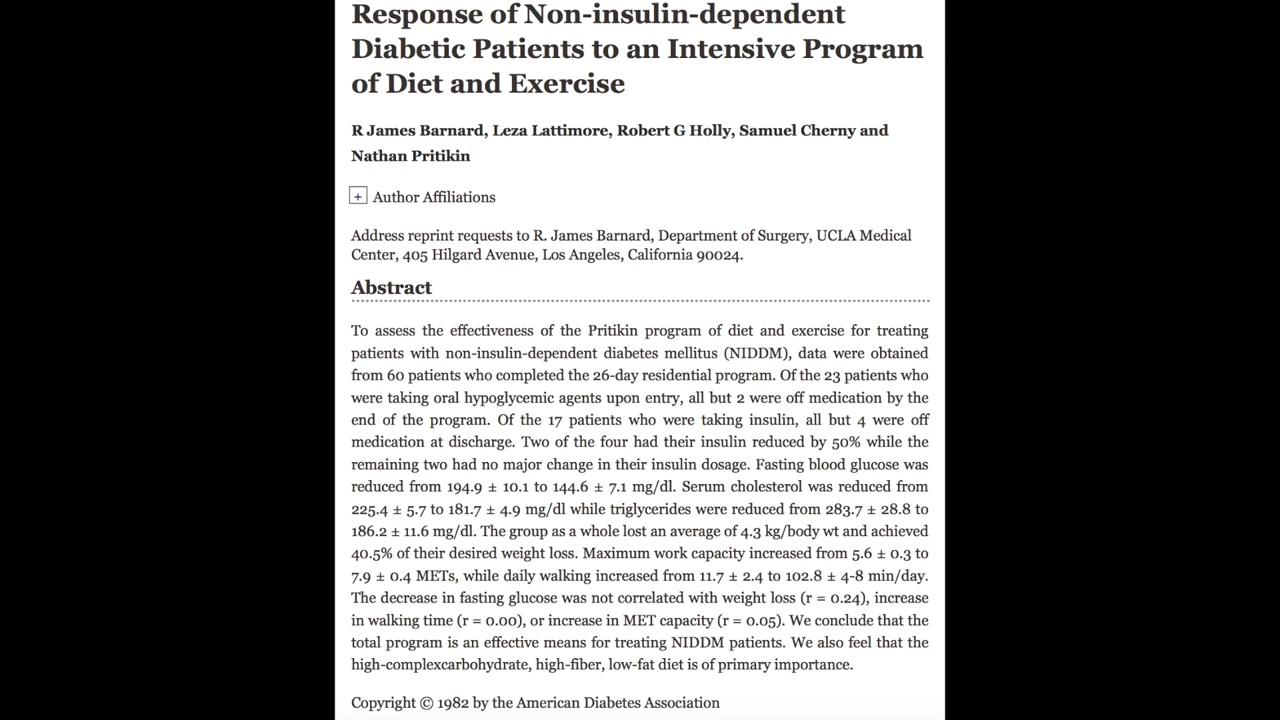 Response of Non-insulin-dependent
Diabetic Patients to an Intensive Program
of Diet and Exercise
R James Barnard, Leza Lattimore, Robert G Holly, Samuel Cherny and
Nathan Pritikin
+ Author Affiliations
Address reprint requests to R. James Barnard, Department of Surgery, UCLA Medical
Center, 405 Hilgard Avenue, Los Angeles, California 90024.
Abstract
To assess the effectiveness of the Pritikin program of diet and exercise for treating
patients with non-insulin-dependent diabetes mellitus (NIDDM), data were obtained
from 60 patients who completed the 26-day residential program. Of the 23 patients who
were taking oral hypoglycemic agents upon entry, all but 2 were off medication by the
end of the program. Of the 17 patients who were taking insulin, all but 4 were off
medication at discharge. Two of the four had their insulin reduced by 50% while the
remaining two had no major change in their insulin dosage. Fasting blood glucose was
reduced from 194.9 ± 10.1 to 144.6 ± 7.1 mg/dl. Serum cholesterol was reduced from
225.4 ± 5.7 to 181.7 ± 4.9 mg/dl while triglycerides were reduced from 283.7 ± 28.8 to
186.2 ± 11.6 mg/dl. The group as a whole lost an average of 4.3 kg/body wt and achieved
40.5% of their desired weight loss. Maximum work capacity increased from 5.6 ± 0.3 to
7.9 ± 0.4 METs, while daily walking increased from 11.7 ± 2.4 to 102.8 ± 4-8 min/day.
The decrease in fasting glucose was not correlated with weight loss (r = 0.24), increase
in walking time (r = 0.00), or increase in MET capacity (r = 0.05). We conclude that the
total program is an effective means for treating NIDDM patients. We also feel that the
high-complexcarbohydrate, high-fiber, low-fat diet is of primary importance.
Copyright © 1982 by the American Diabetes Association